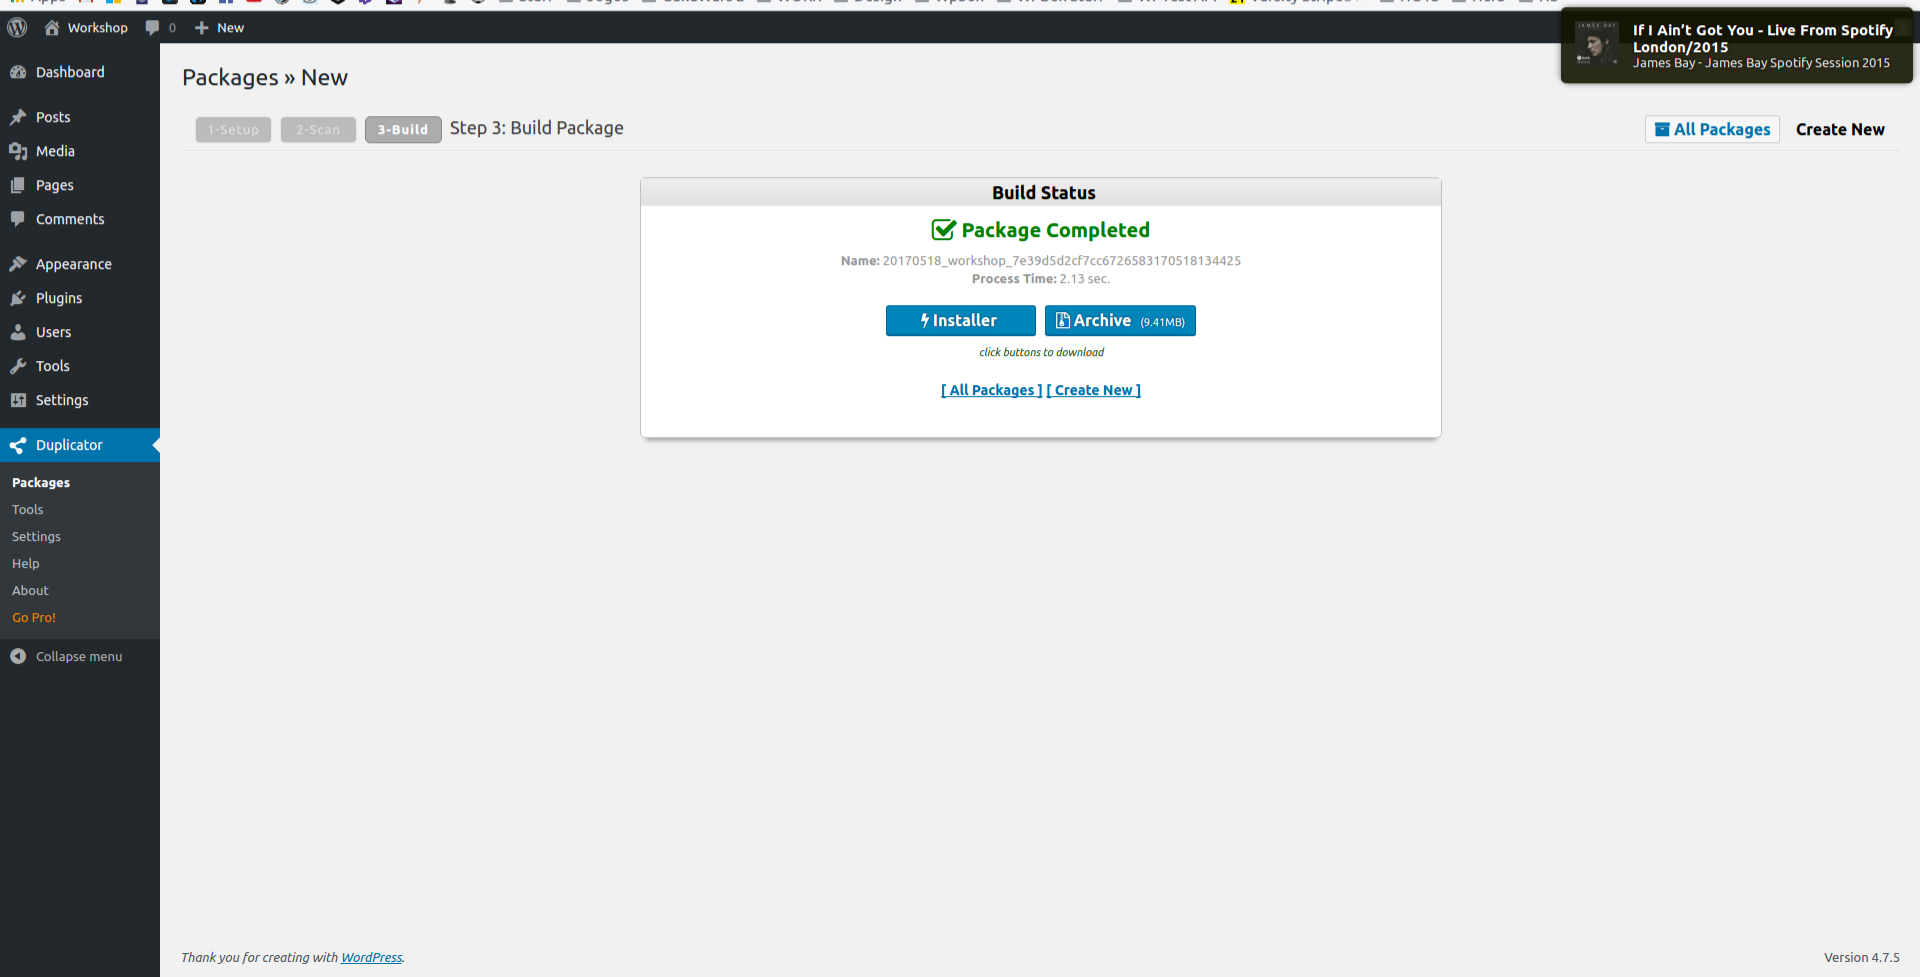 Workshop 0 New
If I Ain't Got You - Live From Spotify
London/2015
James Bay - James Bay Spotify Session 2015
Dashboard
Posts
Media
Pages
Comments
Appearance
Plugins
Users
Tools
Settings
Duplicator
Packages
Tools
Settings
Help
About
Go Pro!
Collapse menu
Packages » New
1-Setup 2-Scan 3-Build Step 3: Build Package
All Packages Create New
Build Status
Package Completed
Name: 20170518_workshop_7e39d5d2cf7cc6726583170518134425
Process Time: 2.13 sec.
Installer Archive (9.41MB)
click buttons to download
[ All Packages ] [ Create New ]
Thank you for creating with WordPress.
Version 4.7.5